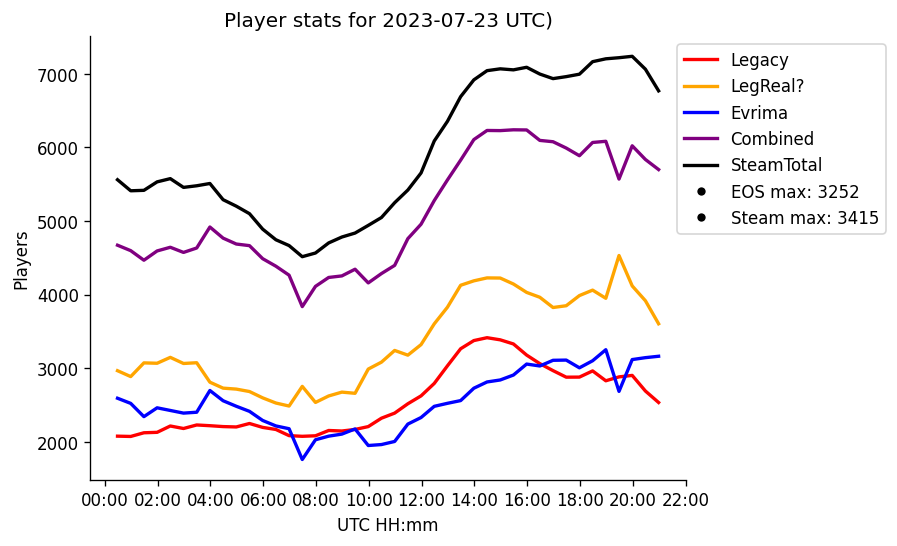 Player stats for 2023-07-23 UTC)
Legacy
LegReal?
Evrima
Combined
SteamTotal
EOS max: 3252
Steam max: 3415
7000
6000
5000
4000
3000
2000
Players
00:00 02:00 04:00 06:00 08:00 10:00 12:00 14:00 16:00 18:00 20:00 22:00
UTC HH:mm